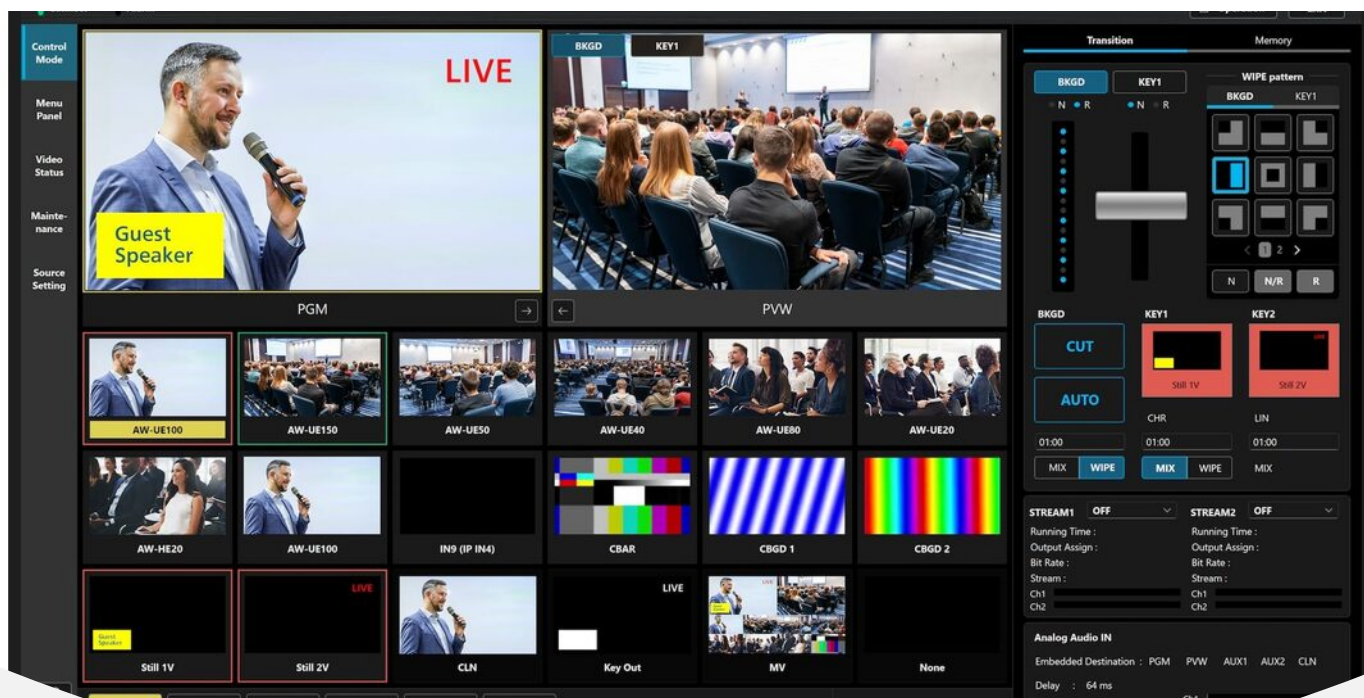 Control
Mode
Menu
Panel
Video
Status
Mainte-
nance
Source
Setting
LIVE
Guest
Speaker
PGM
→
BKGD KEY1
←
PVW
AW-UE100 AW-UE150 AW-UE50 AW-UE40 AW-UE80 AW-UE20
AW-HE20 AW-UE100 IN9 (IP IN4) CBAR CBGD 1 CBGD 2
LIVE
LIVE
Guest
Speaker
Still 1V Still 2V CLN Key Out MV None
Transition Memory
BKGD KEY1
N R N R
WIPE pattern
BKGD KEY1
< 1 2 >
N N/R R
BKGD KEY1 KEY2
CUT
AUTO
Still 1V Still 2V
CHR LIN
01:00 01:00 01:00
MIX WIPE MIX WIPE MIX
STREAM1 OFF STREAM2 OFF
Running Time : Running Time :
Output Assign : Output Assign :
Bit Rate : Bit Rate :
Stream : Stream :
Ch1 Ch1
Ch2 Ch2
Analog Audio IN
Embedded Destination : PGM PVW AUX1 AUX2 CLN
Delay : 64 ms